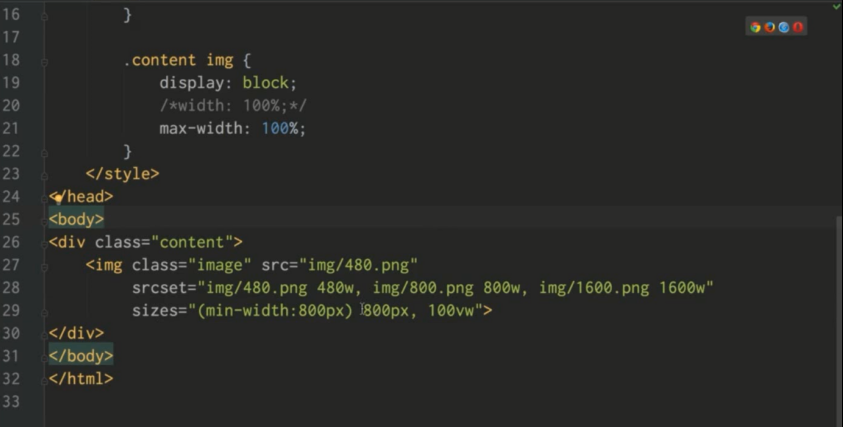 16 }
17
18 .content img {
19 display: block;
20 /*width: 100%;*/
21 max-width: 100%;
22 }
23 </style>
24 </head>
25 <body>
26 <div class="content">
27 <img class="image" src="img/480.png"
28 srcset="img/480.png 480w, img/800.png 800w, img/1600.png 1600w"
29 sizes="(min-width:800px) 800px, 100vw">
30 </div>
31 </body>
32 </html>
33